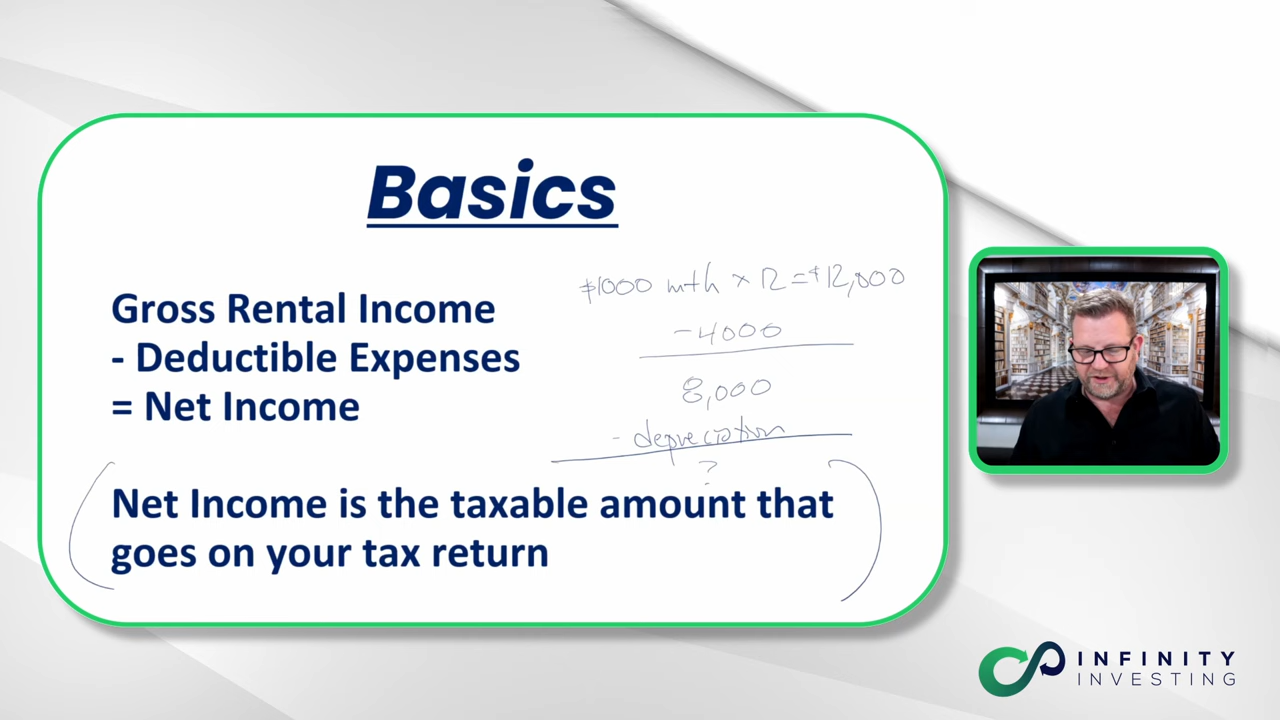 Basics
$1000 mth × 12 = $12,000
Gross Rental Income
-4000
- Deductible Expenses
8,000
= Net Income
- depreciation
?
Net Income is the taxable amount that
goes on your tax return
INFINITY
INVESTING